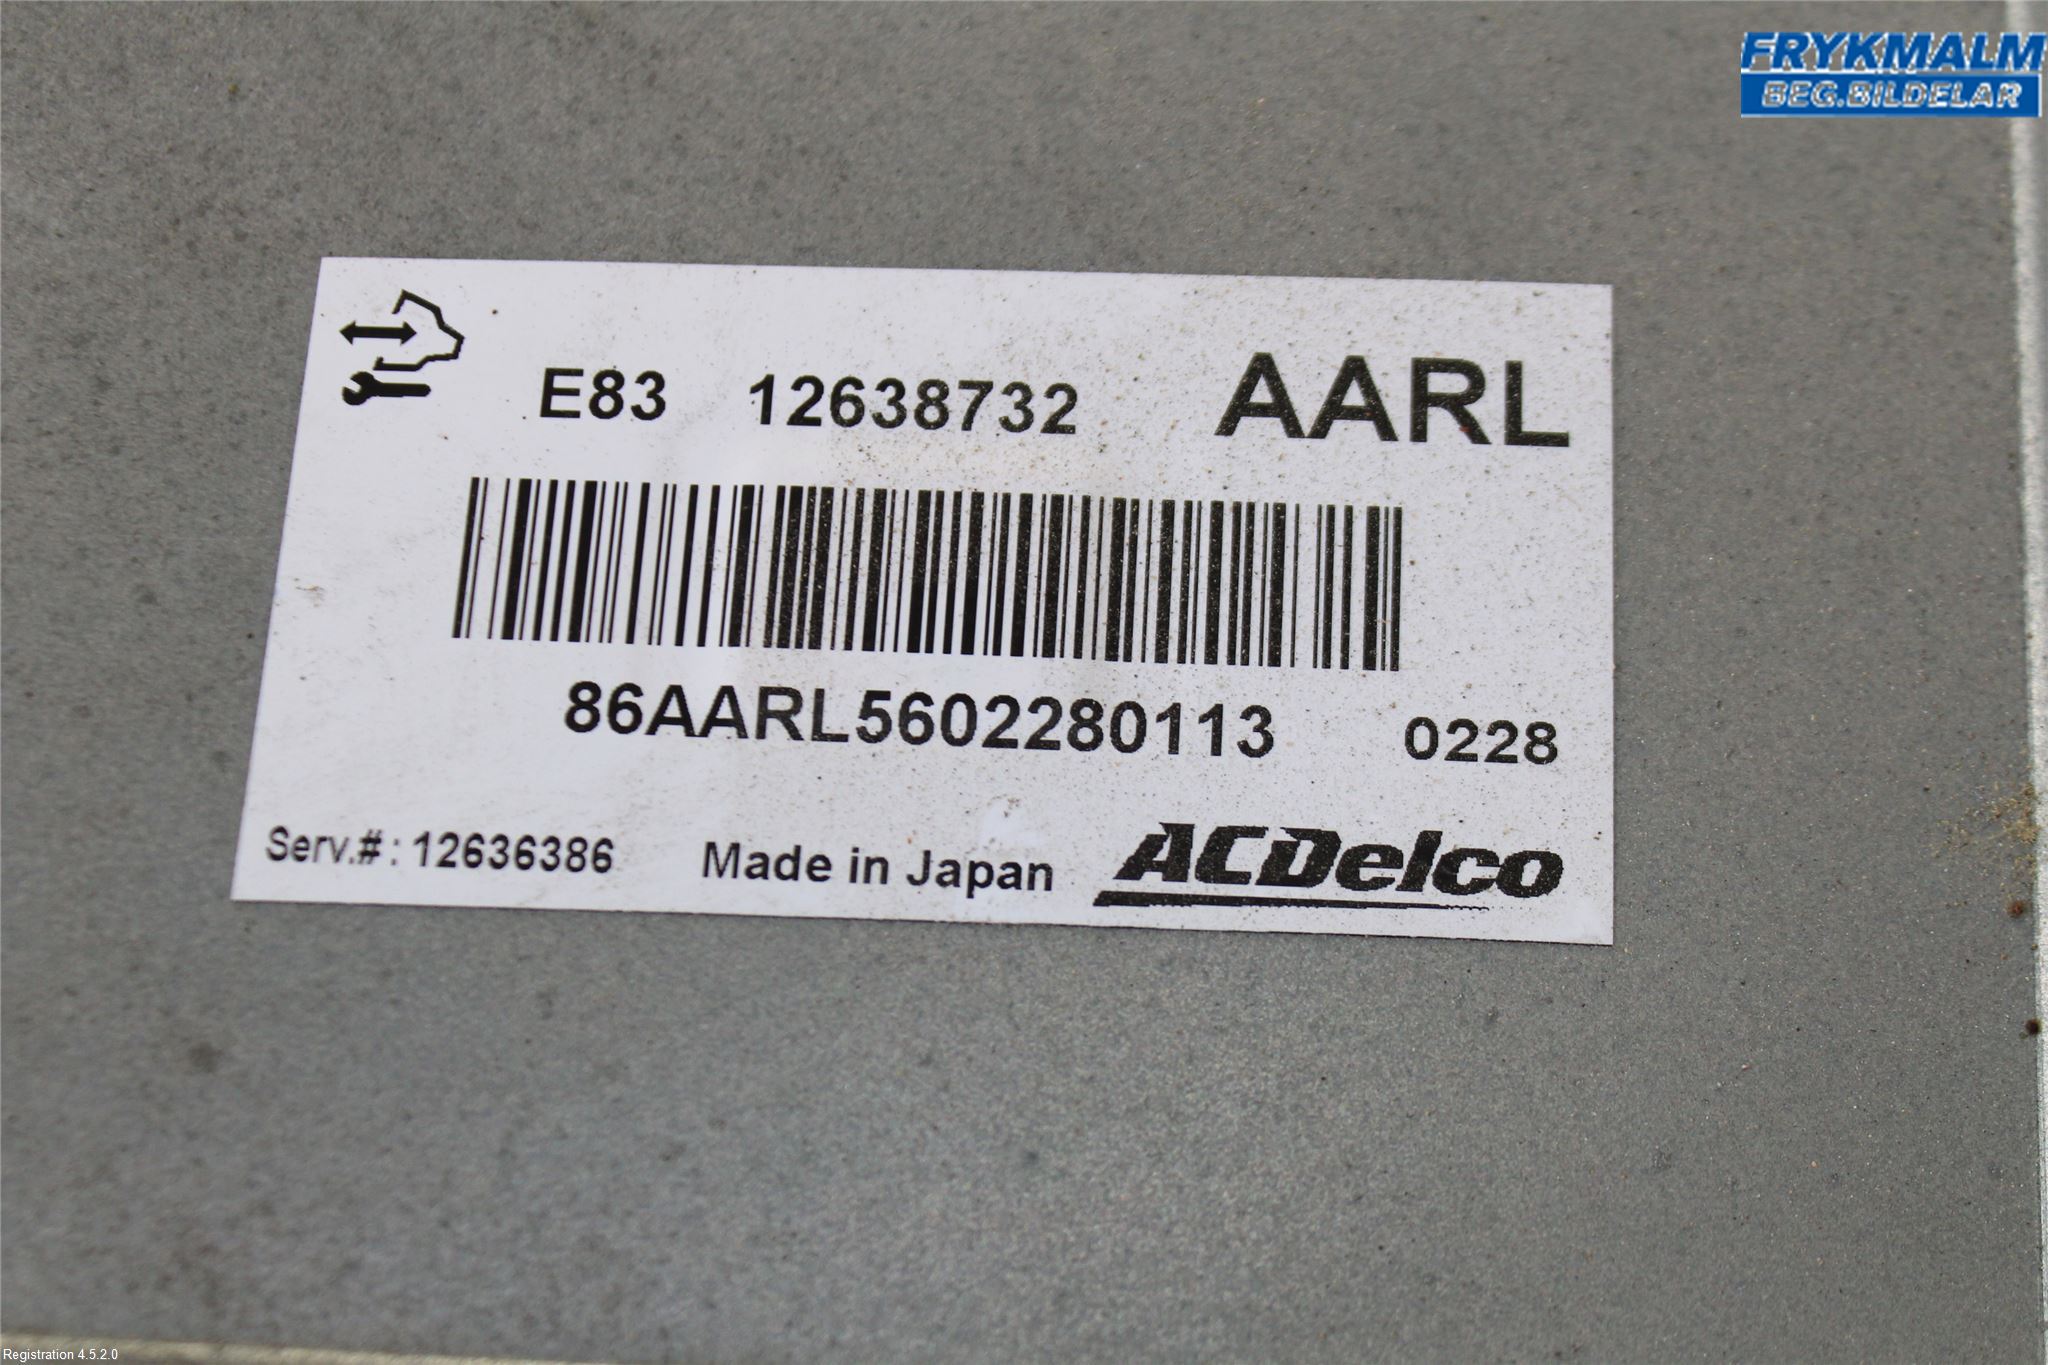 FRYKMALM
BEG.BILDELAR
E83 12638732 AARL
86AARL5602280113 0228
Serv.#: 12636386 Made in Japan ACDelco
Registration 4.5.2.0